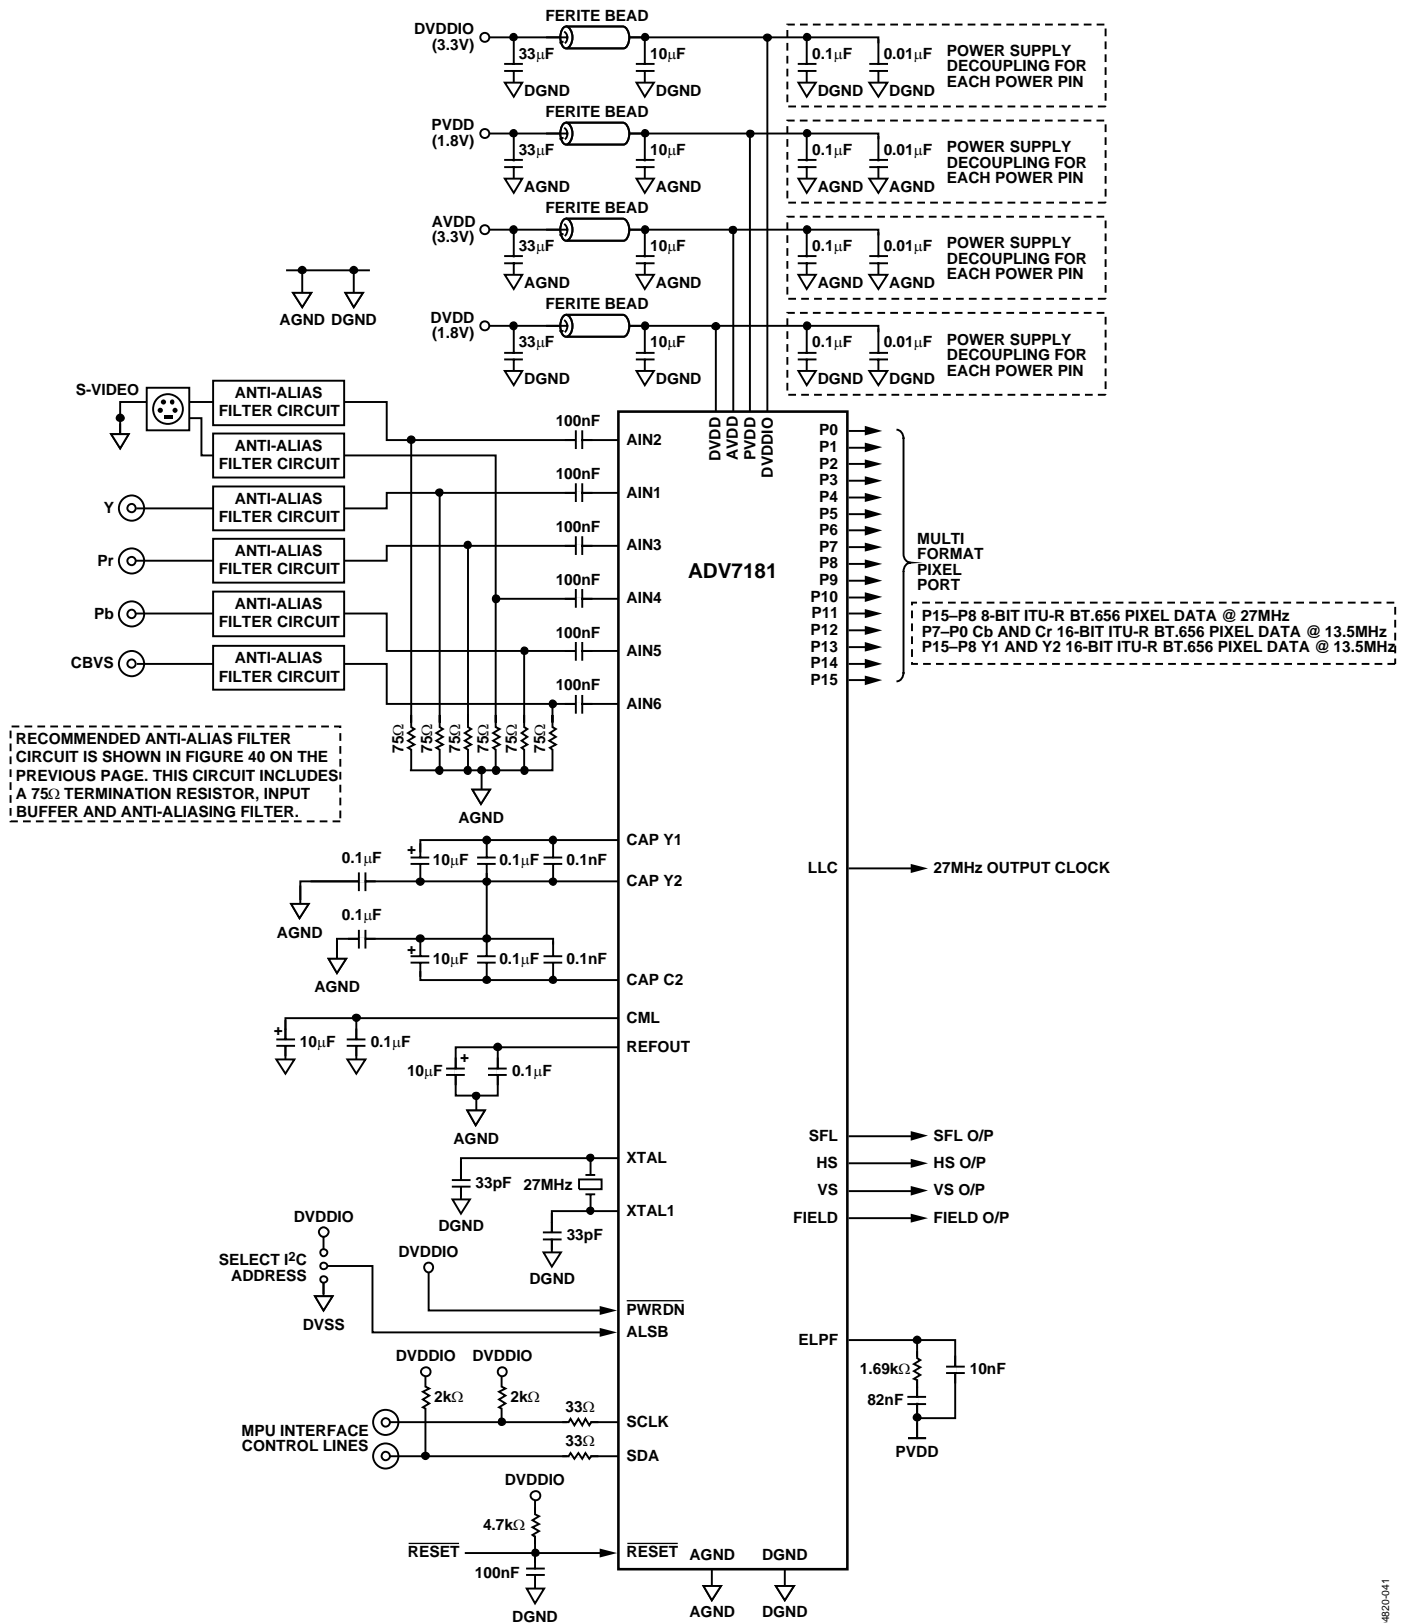 DVDDIO
(3.3V)
FERITE BEAD
33μF
10μF
0.1μF
0.01μF
POWER SUPPLY
DECOUPLING FOR
EACH POWER PIN
DGND
DGND
DGND
DGND
PVDD
(1.8V)
FERITE BEAD
33μF
10μF
0.1μF
0.01μF
POWER SUPPLY
DECOUPLING FOR
EACH POWER PIN
AGND
AGND
AGND
AGND
AVDD
(3.3V)
FERITE BEAD
33μF
10μF
0.1μF
0.01μF
POWER SUPPLY
DECOUPLING FOR
EACH POWER PIN
AGND
AGND
AGND
AGND
DVDD
(1.8V)
FERITE BEAD
33μF
10μF
0.1μF
0.01μF
POWER SUPPLY
DECOUPLING FOR
EACH POWER PIN
DGND
DGND
DGND
DGND
AGND
DGND
S-VIDEO
ANTI-ALIAS
FILTER CIRCUIT
ANTI-ALIAS
FILTER CIRCUIT
Y
ANTI-ALIAS
FILTER CIRCUIT
Pr
ANTI-ALIAS
FILTER CIRCUIT
Pb
ANTI-ALIAS
FILTER CIRCUIT
CBVS
ANTI-ALIAS
FILTER CIRCUIT
100nF
AIN2
100nF
AIN1
100nF
AIN3
100nF
AIN4
100nF
AIN5
100nF
AIN6
75Ω
75Ω
75Ω
75Ω
75Ω
75Ω
AGND
RECOMMENDED ANTI-ALIAS FILTER
CIRCUIT IS SHOWN IN FIGURE 40 ON THE
PREVIOUS PAGE. THIS CIRCUIT INCLUDES
A 75Ω TERMINATION RESISTOR, INPUT
BUFFER AND ANTI-ALIASING FILTER.
DVDD
AVDD
PVDD
DVDDIO
ADV7181
P0
P1
P2
P3
P4
P5
P6
P7
P8
P9
P10
P11
P12
P13
P14
P15
MULTI
FORMAT
PIXEL
PORT
P15–P8 8-BIT ITU-R BT.656 PIXEL DATA @ 27MHz
P7–P0 Cb AND Cr 16-BIT ITU-R BT.656 PIXEL DATA @ 13.5MHz
P15–P8 Y1 AND Y2 16-BIT ITU-R BT.656 PIXEL DATA @ 13.5MHz
CAP Y1
0.1μF
+
10μF
0.1μF
0.1nF
CAP Y2
AGND
0.1μF
+
10μF
0.1μF
0.1nF
AGND
CAP C2
LLC
27MHz OUTPUT CLOCK
CML
+
10μF
0.1μF
REFOUT
10μF
+
0.1μF
AGND
SFL
SFL O/P
HS
HS O/P
VS
VS O/P
FIELD
FIELD O/P
XTAL
33pF
27MHz
DGND
XTAL1
33pF
DGND
DVDDIO
SELECT I²C
ADDRESS
DVSS
DVDDIO
PWRDN
ALSB
ELPF
1.69kΩ
10nF
82nF
PVDD
DVDDIO
DVDDIO
2kΩ
2kΩ
MPU INTERFACE
CONTROL LINES
33Ω
SCLK
33Ω
SDA
DVDDIO
4.7kΩ
RESET
RESET
100nF
DGND
AGND
DGND
AGND
DGND
4820-041